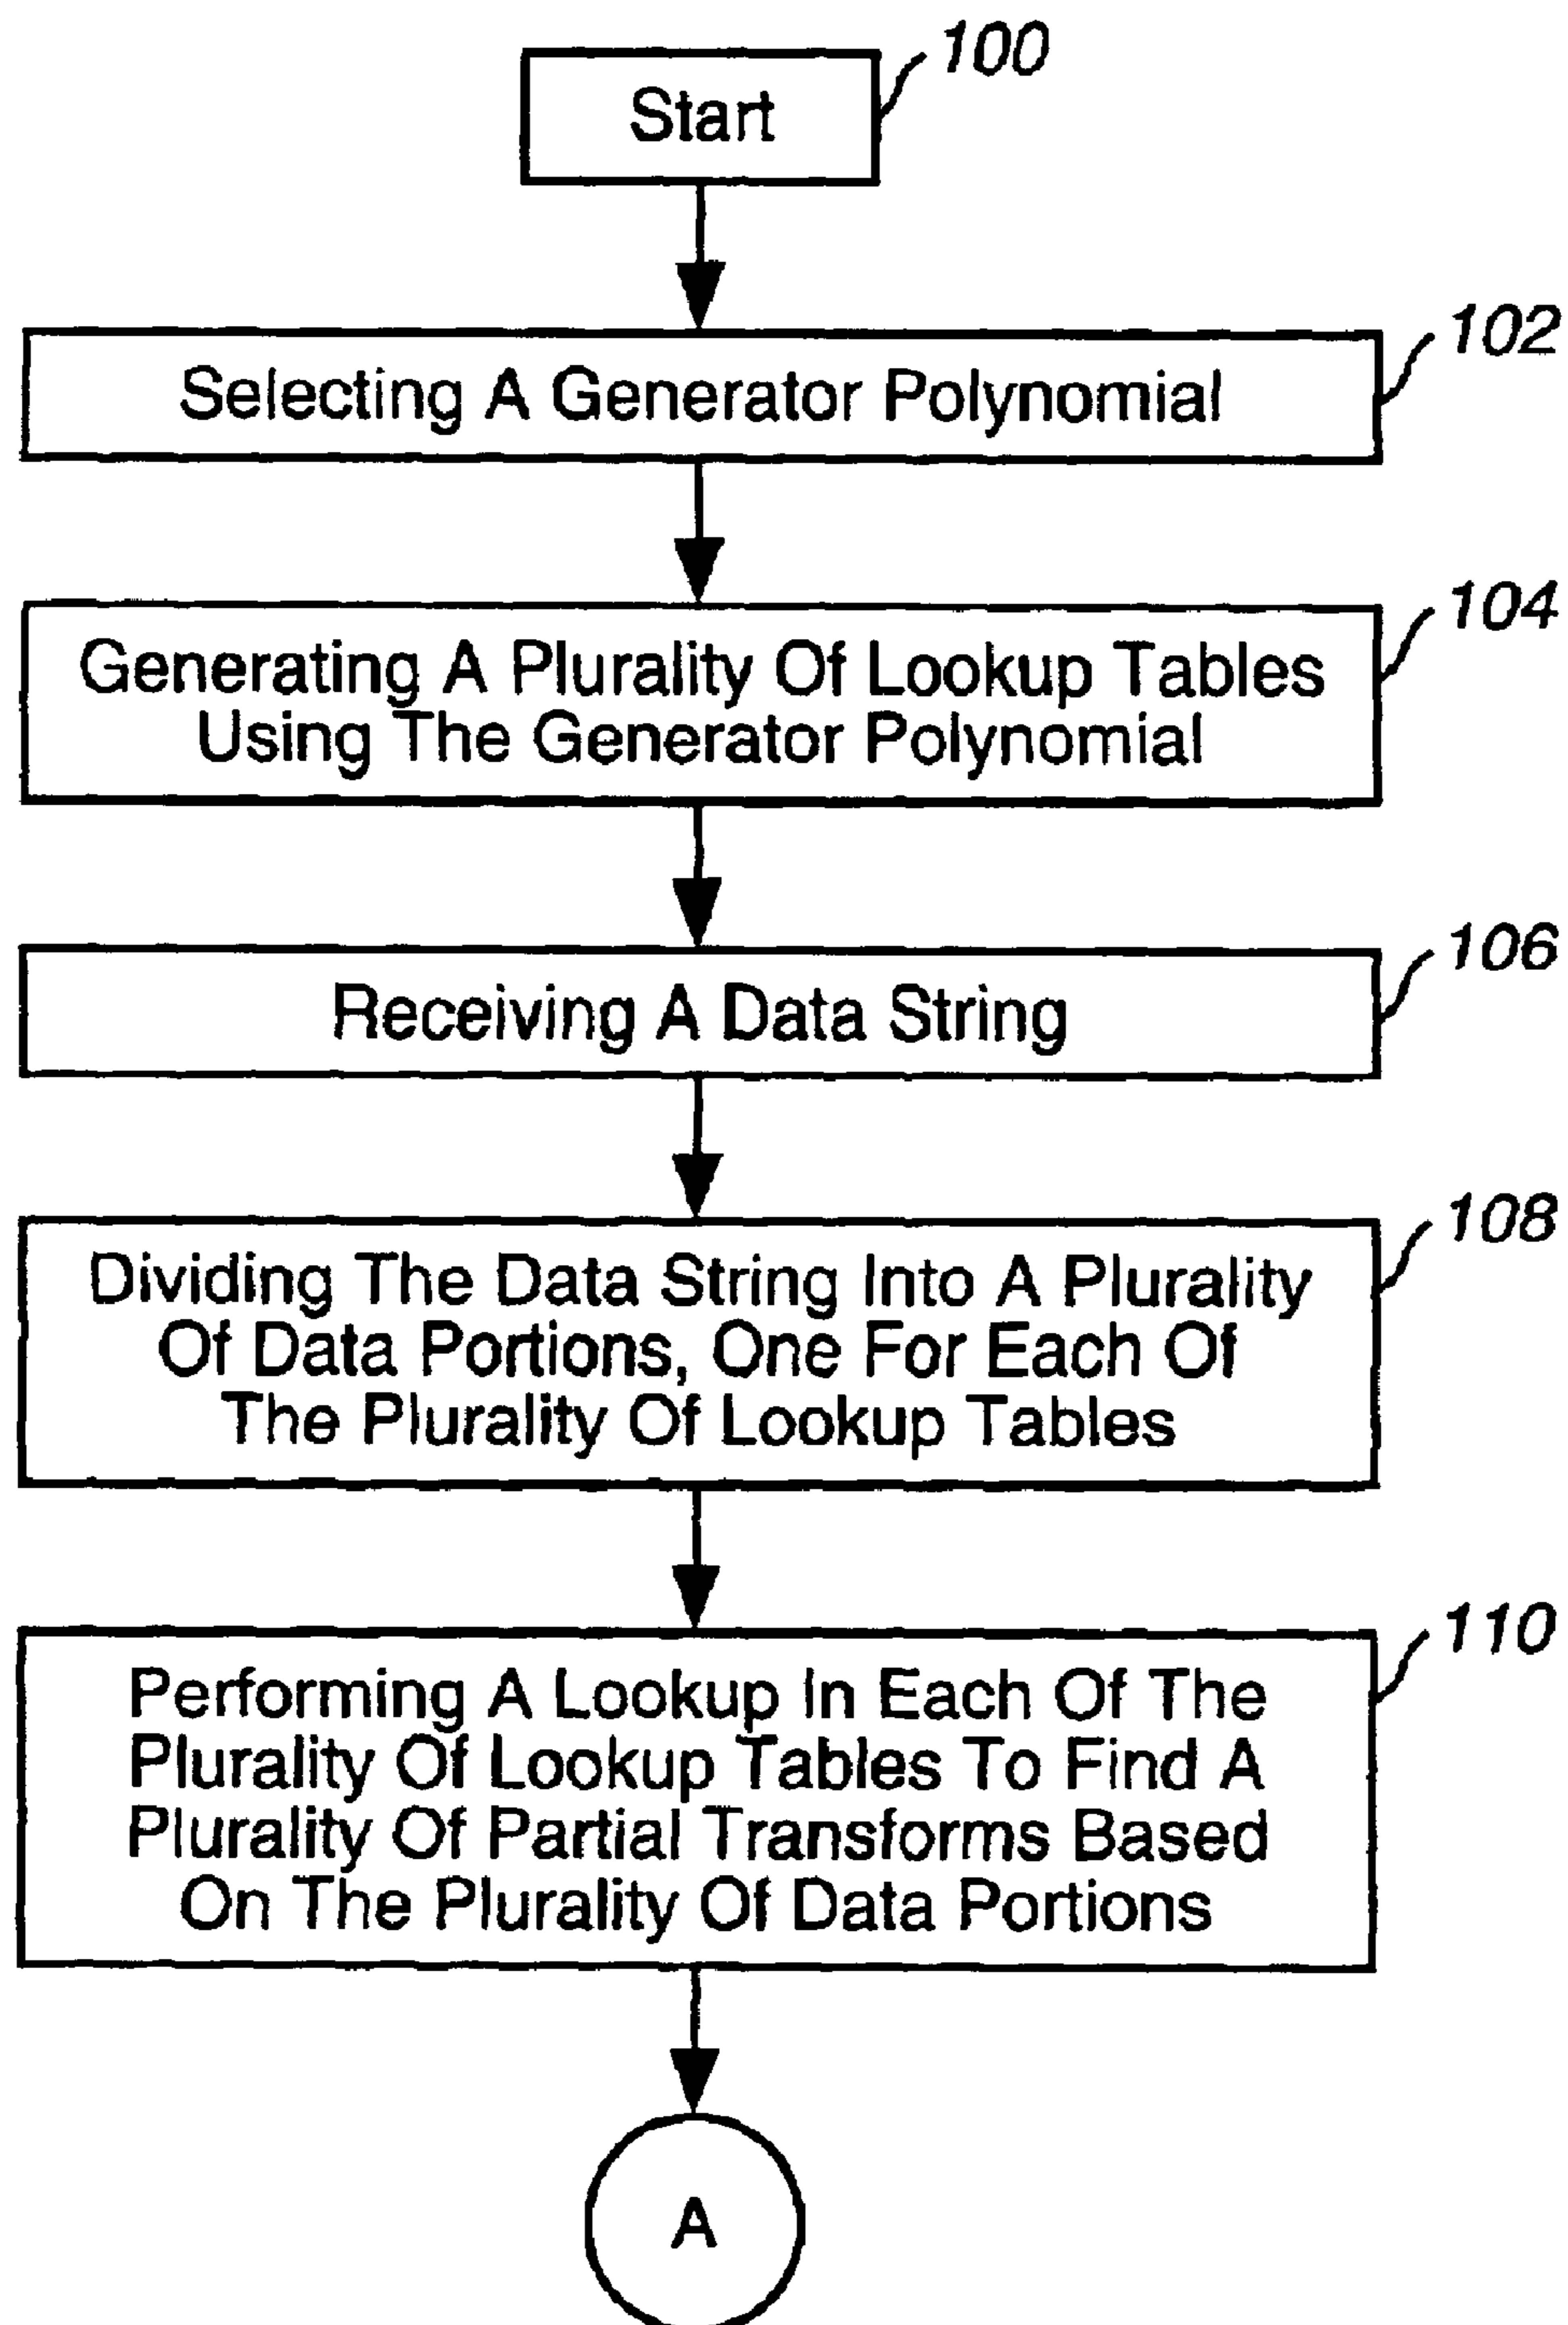 100
Start
102
Selecting A Generator Polynomial
104
Generating A Plurality Of Lookup Tables
Using The Generator Polynomial
106
Receiving A Data String
108
Dividing The Data String Into A Plurality
Of Data Portions, One For Each Of
The Plurality Of Lookup Tables
110
Performing A Lookup In Each Of The
Plurality Of Lookup Tables To Find A
Plurality Of Partial Transforms Based
On The Plurality Of Data Portions
A